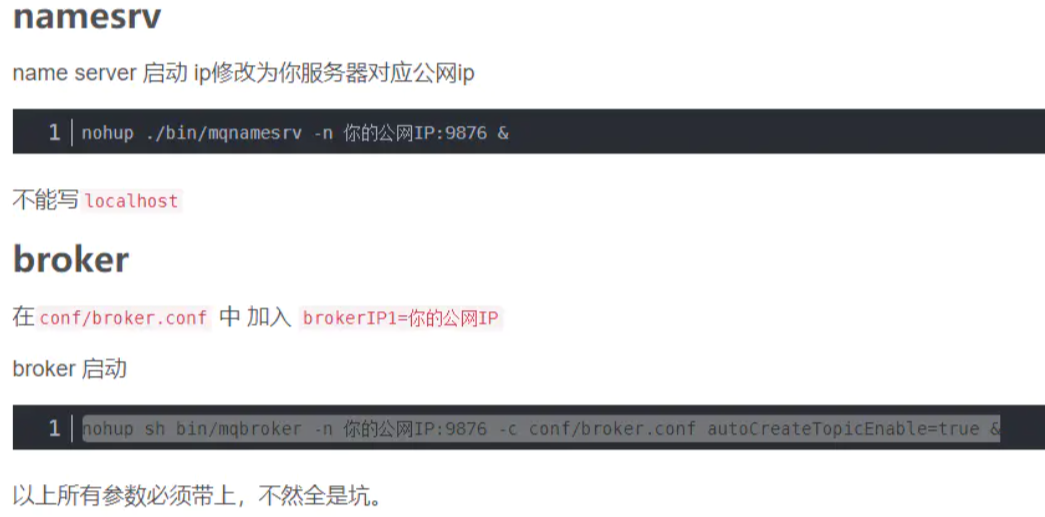 namesrv
name server 启动 ip修改为你服务器对应公网ip
1 nohup ./bin/mqnamesrv -n 你的公网IP:9876 &
不能写 localhost
broker
在 conf/broker.conf 中 加入 brokerIP1=你的公网IP
broker 启动
1 nohup sh bin/mqbroker -n 你的公网IP:9876 -c conf/broker.conf autoCreateTopicEnable=true &
以上所有参数必须带上，不然全是坑。